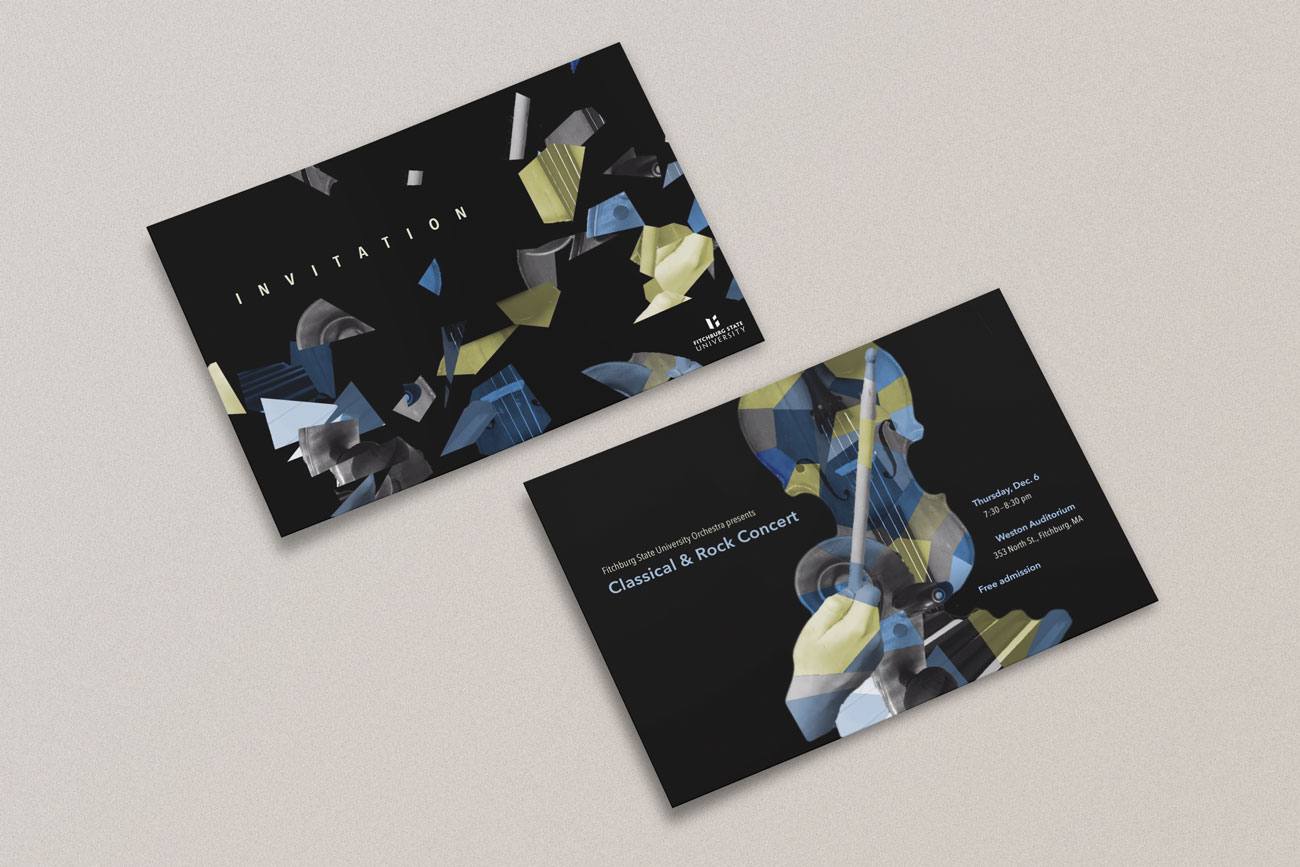 INVITATION
FITCHBURG STATE
UNIVERSITY
Fitchburg State University Orchestra presents
Classical & Rock Concert
Thursday, Dec. 6
7:30–8:30 pm
Weston Auditorium
353 North St., Fitchburg, MA
Free admission